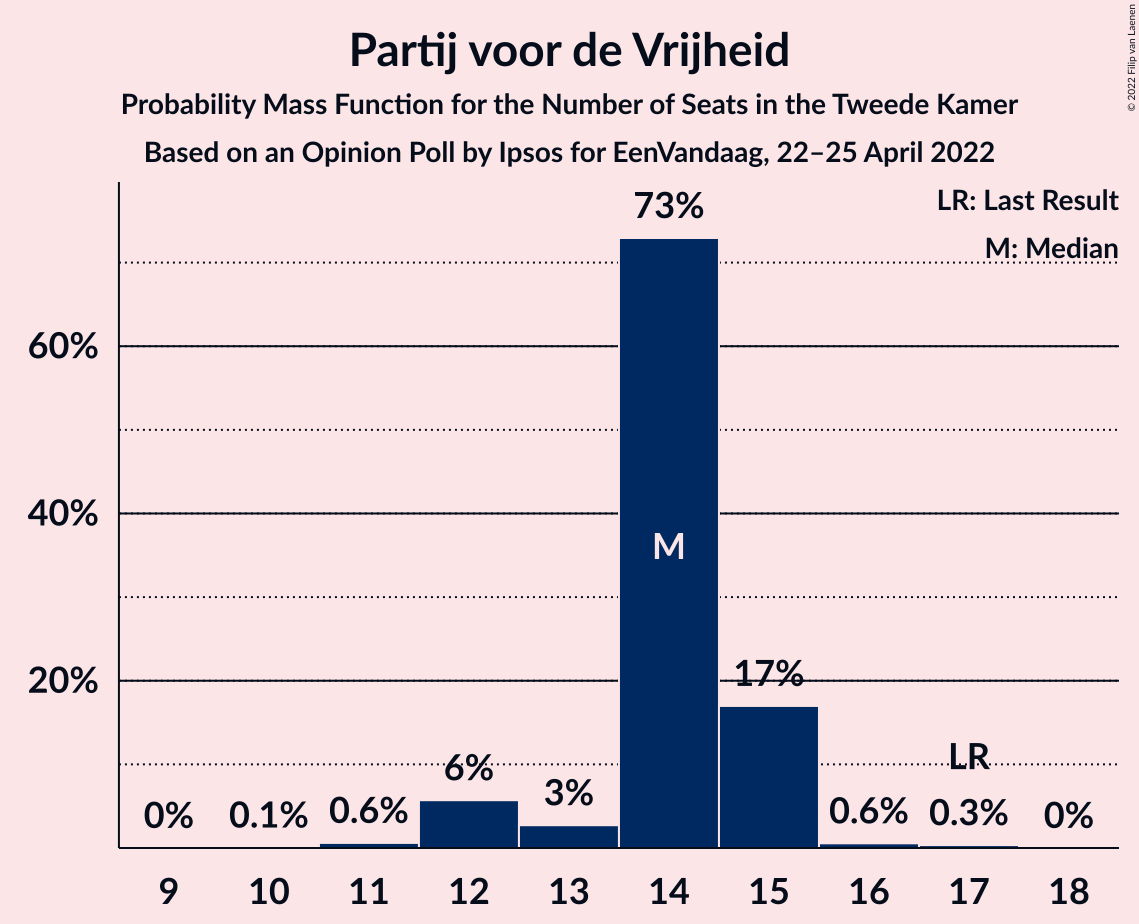 Partij voor de Vrijheid
Probability Mass Function for the Number of Seats in the Tweede Kamer
Based on an Opinion Poll by Ipsos for EenVandaag, 22–25 April 2022
© 2022 Filip van Laenen
LR: Last Result
M: Median
73%
60%
40%
20%
M
17%
LR
6%
3%
0%
0.1%
0.6%
0.6%
0.3%
0%
9 10 11 12 13 14 15 16 17 18